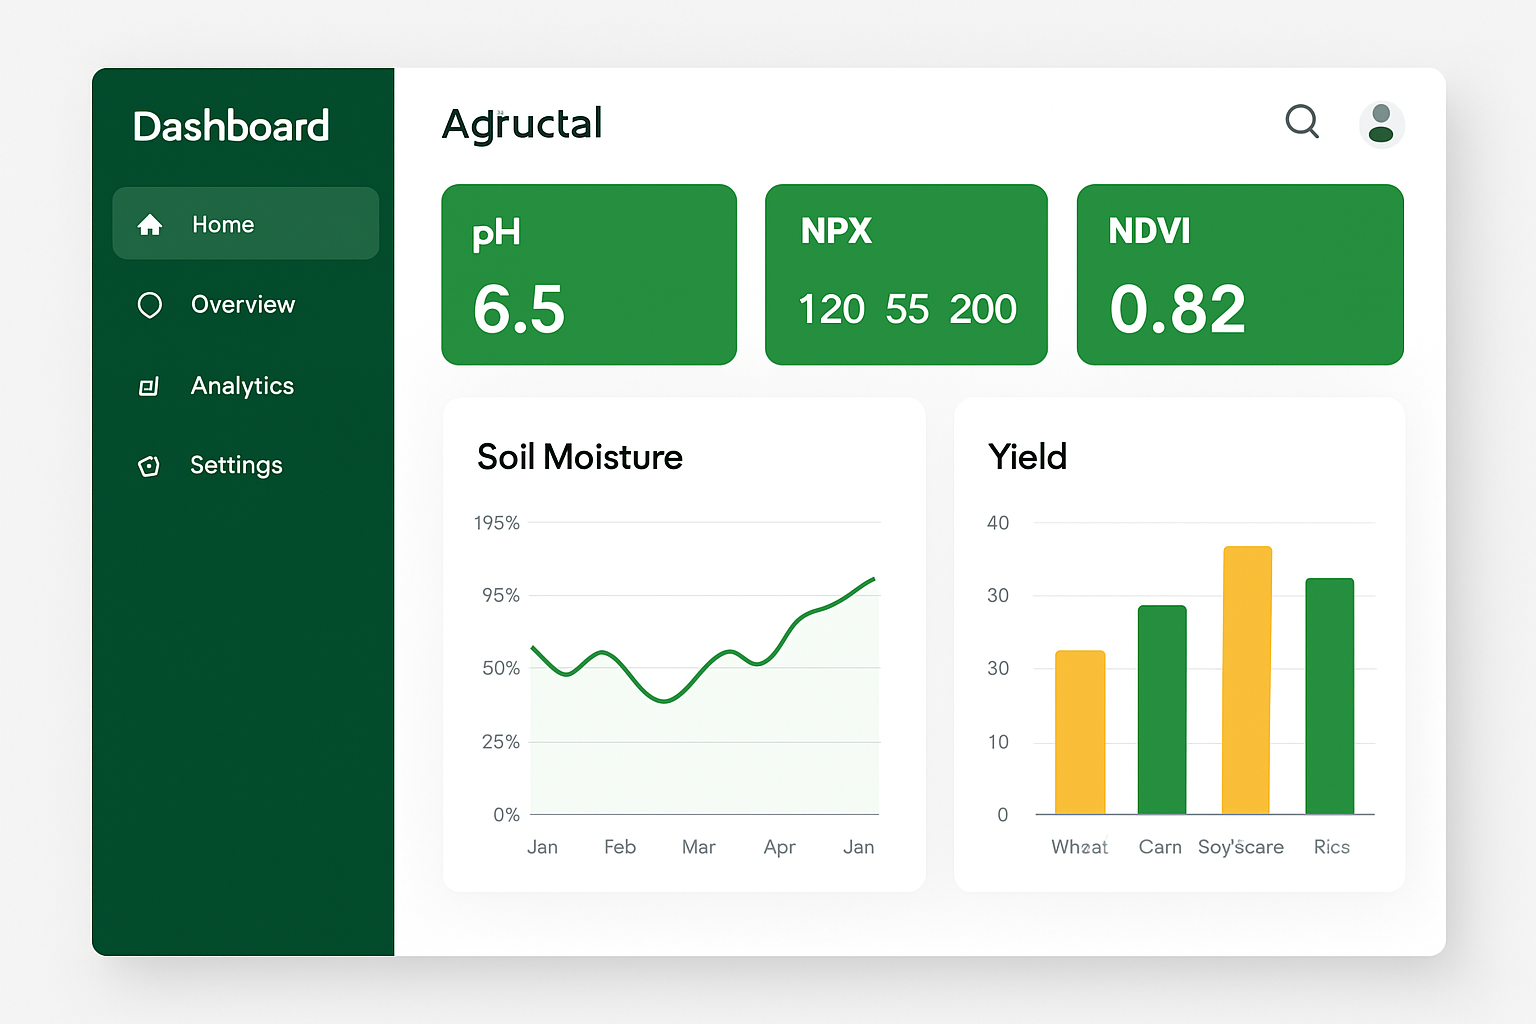 Dashboard
Home
Overview
Analytics
Settings
Agructal
pH
6.5
NPX
120 55 200
NDVI
0.82
Soil Moisture
195%
95%
50%
25%
0%
Jan Feb Mar Apr Jan
Yield
40
30
30
10
0
Wheat Carn Soy'scare Rics